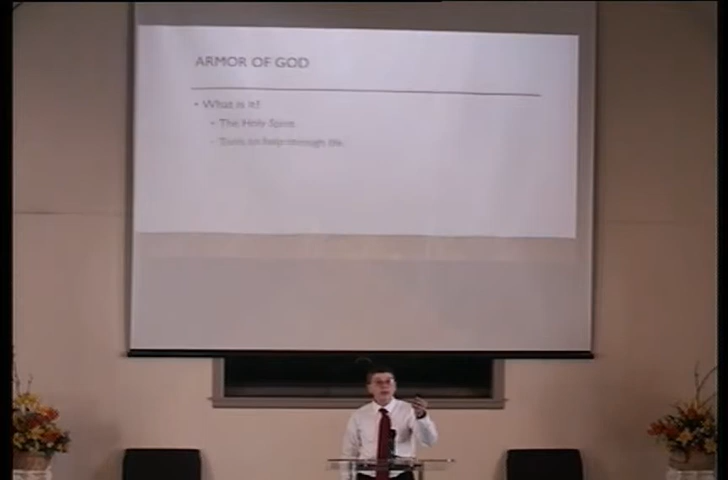 ARMOR OF GOD
• What is it?
• The Holy Spirit
• Tools to help through life